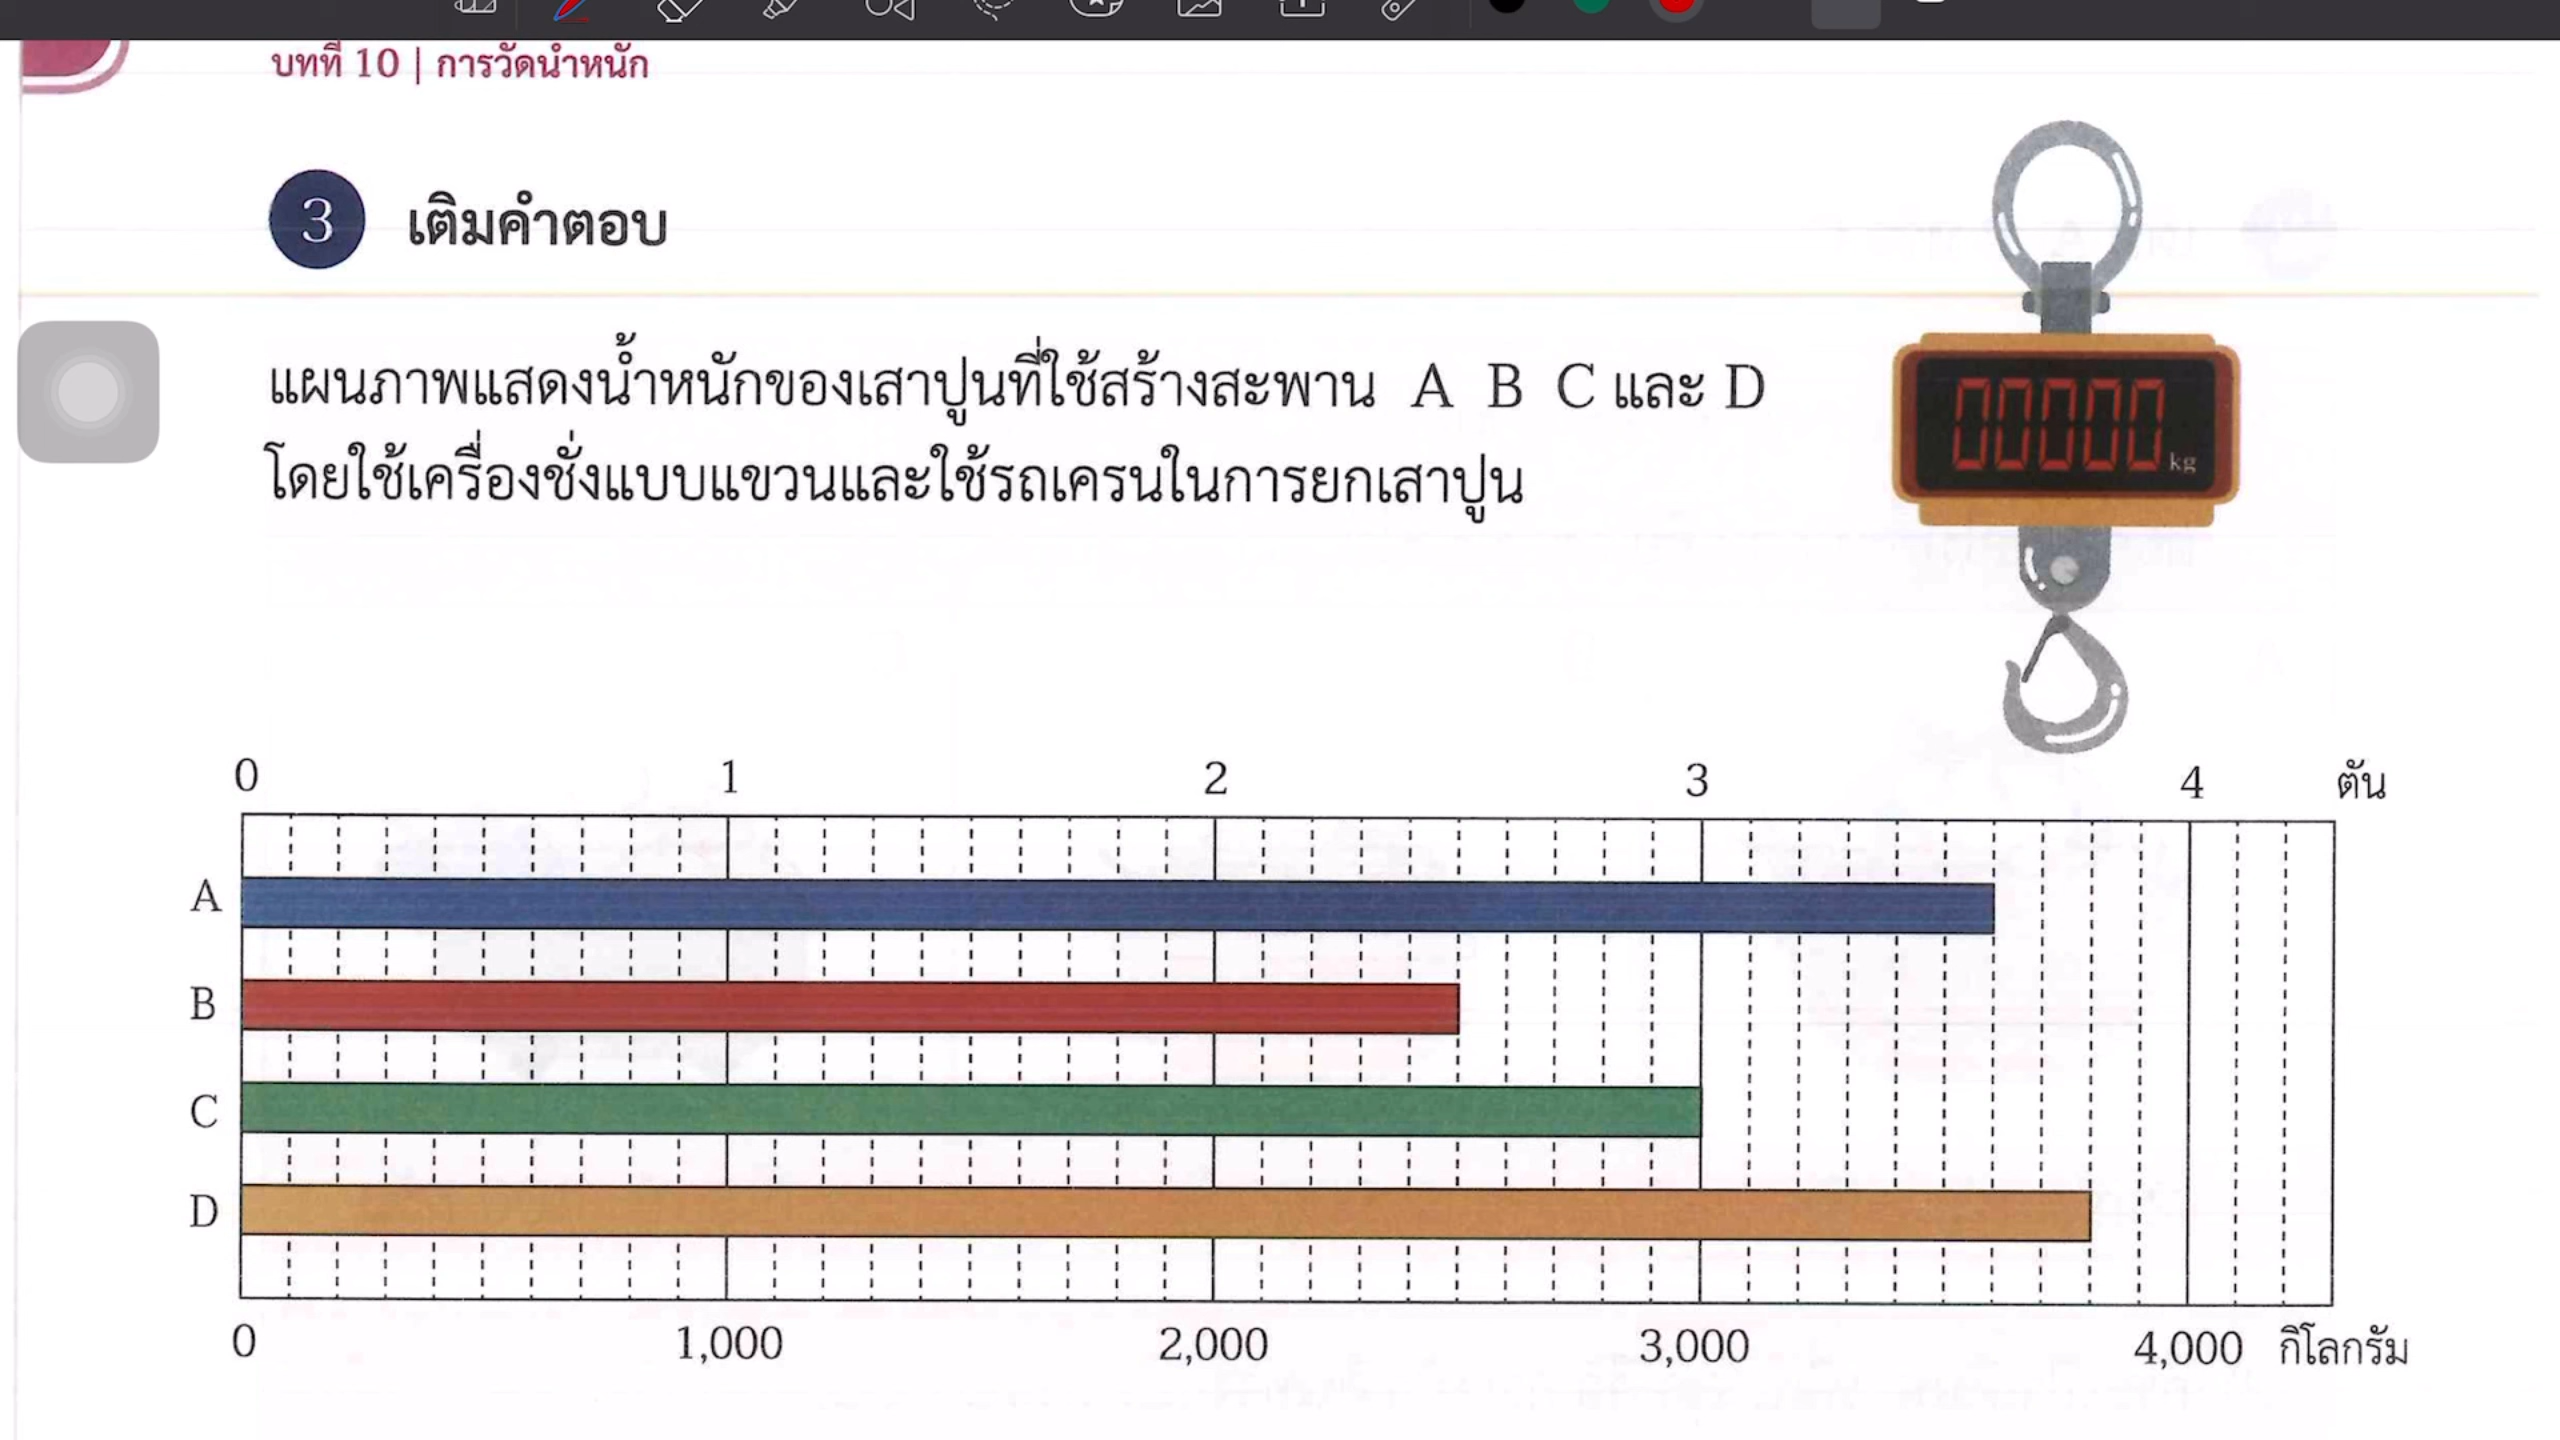 บทที่ 10 | การวัดน้ำหนัก
3 เติมคำตอบ
แผนภาพแสดงน้ำหนักของเสาปูนที่ใช้สร้างสะพาน A B C และ D
โดยใช้เครื่องชั่งแบบแขวนและใช้รถเครนในการยกเสาปูน
00000 kg
0 1 2 3 4 ตัน
A
B
C
D
0 1,000 2,000 3,000 4,000 กิโลกรัม